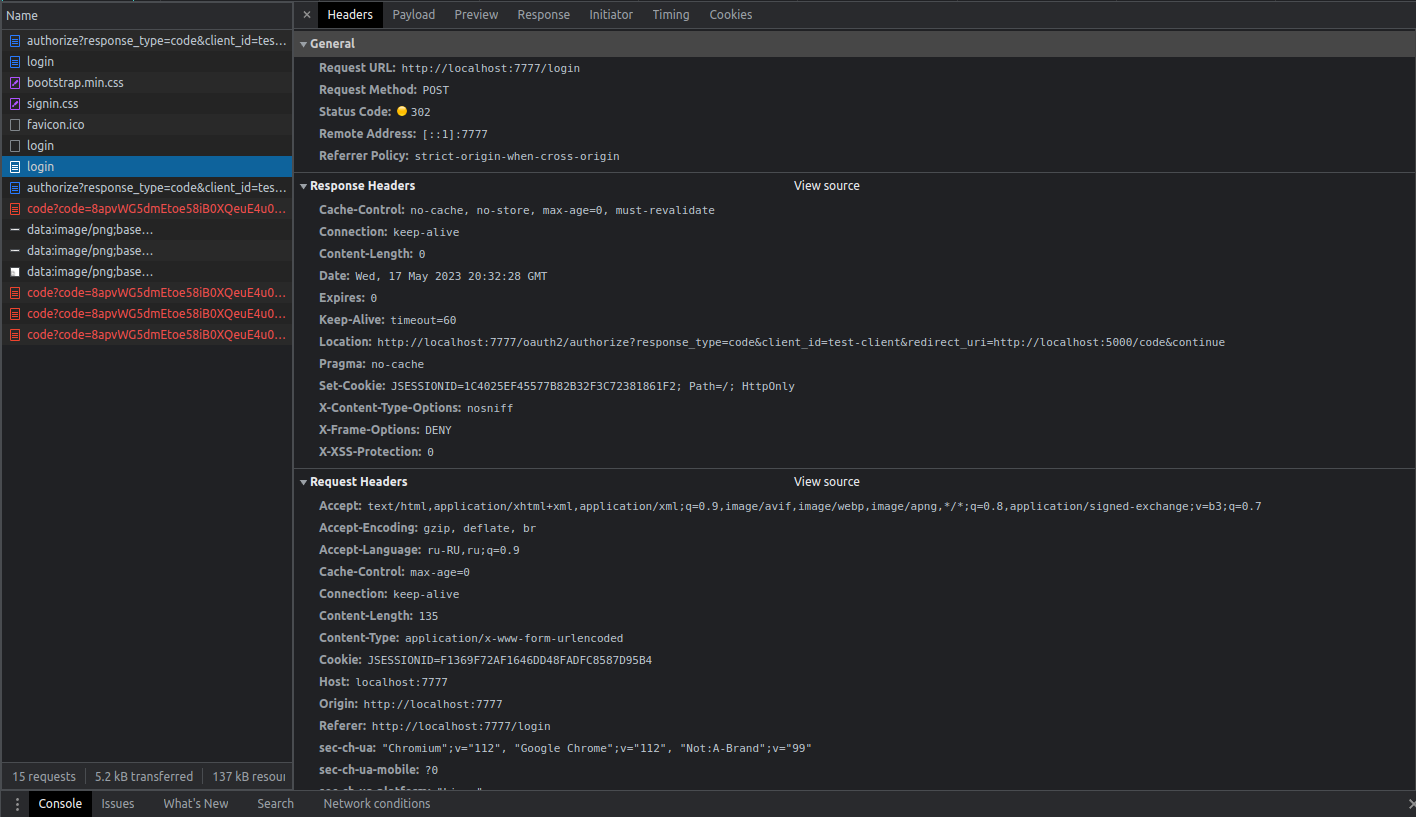 Name
authorize?response_type=code&client_id=tes...
login
bootstrap.min.css
signin.css
favicon.ico
login
login
authorize?response_type=code&client_id=tes...
code?code=8apvWG5dmEtoe58iB0XQeuE4u0...
data:image/png;base...
data:image/png;base...
data:image/png;base...
code?code=8apvWG5dmEtoe58iB0XQeuE4u0...
code?code=8apvWG5dmEtoe58iB0XQeuE4u0...
code?code=8apvWG5dmEtoe58iB0XQeuE4u0...
15 requests 5.2 kB transferred 137 kB resour
× Headers Payload Preview Response Initiator Timing Cookies
General
Request URL: http://localhost:7777/login
Request Method: POST
Status Code: 302
Remote Address: [::1]:7777
Referrer Policy: strict-origin-when-cross-origin
Response Headers View source
Cache-Control: no-cache, no-store, max-age=0, must-revalidate
Connection: keep-alive
Content-Length: 0
Date: Wed, 17 May 2023 20:32:28 GMT
Expires: 0
Keep-Alive: timeout=60
Location: http://localhost:7777/oauth2/authorize?response_type=code&client_id=test-client&redirect_uri=http://localhost:5000/code&continue
Pragma: no-cache
Set-Cookie: JSESSIONID=1C4025EF45577B82B32F3C72381861F2; Path=/; HttpOnly
X-Content-Type-Options: nosniff
X-Frame-Options: DENY
X-XSS-Protection: 0
Request Headers View source
Accept: text/html,application/xhtml+xml,application/xml;q=0.9,image/avif,image/webp,image/apng,*/*;q=0.8,application/signed-exchange;v=b3;q=0.7
Accept-Encoding: gzip, deflate, br
Accept-Language: ru-RU,ru;q=0.9
Cache-Control: max-age=0
Connection: keep-alive
Content-Length: 135
Content-Type: application/x-www-form-urlencoded
Cookie: JSESSIONID=F1369F72AF1646DD48FADFC8587D95B4
Host: localhost:7777
Origin: http://localhost:7777
Referer: http://localhost:7777/login
sec-ch-ua: "Chromium";v="112", "Google Chrome";v="112", "Not:A-Brand";v="99"
sec-ch-ua-mobile: ?0
Console Issues What's New Search Network conditions ×